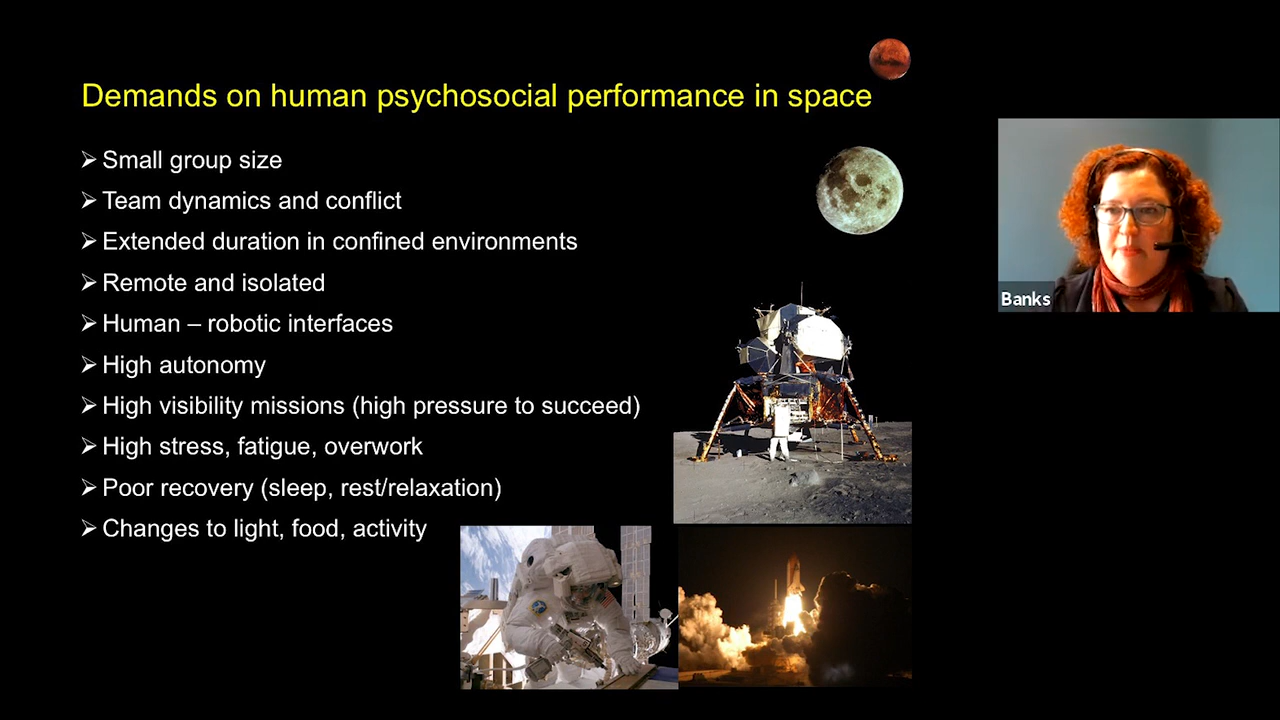 Demands on human psychosocial performance in space
➢ Small group size
➢ Team dynamics and conflict
➢ Extended duration in confined environments
➢ Remote and isolated
➢ Human – robotic interfaces
➢ High autonomy
➢ High visibility missions (high pressure to succeed)
➢ High stress, fatigue, overwork
➢ Poor recovery (sleep, rest/relaxation)
➢ Changes to light, food, activity
Banks